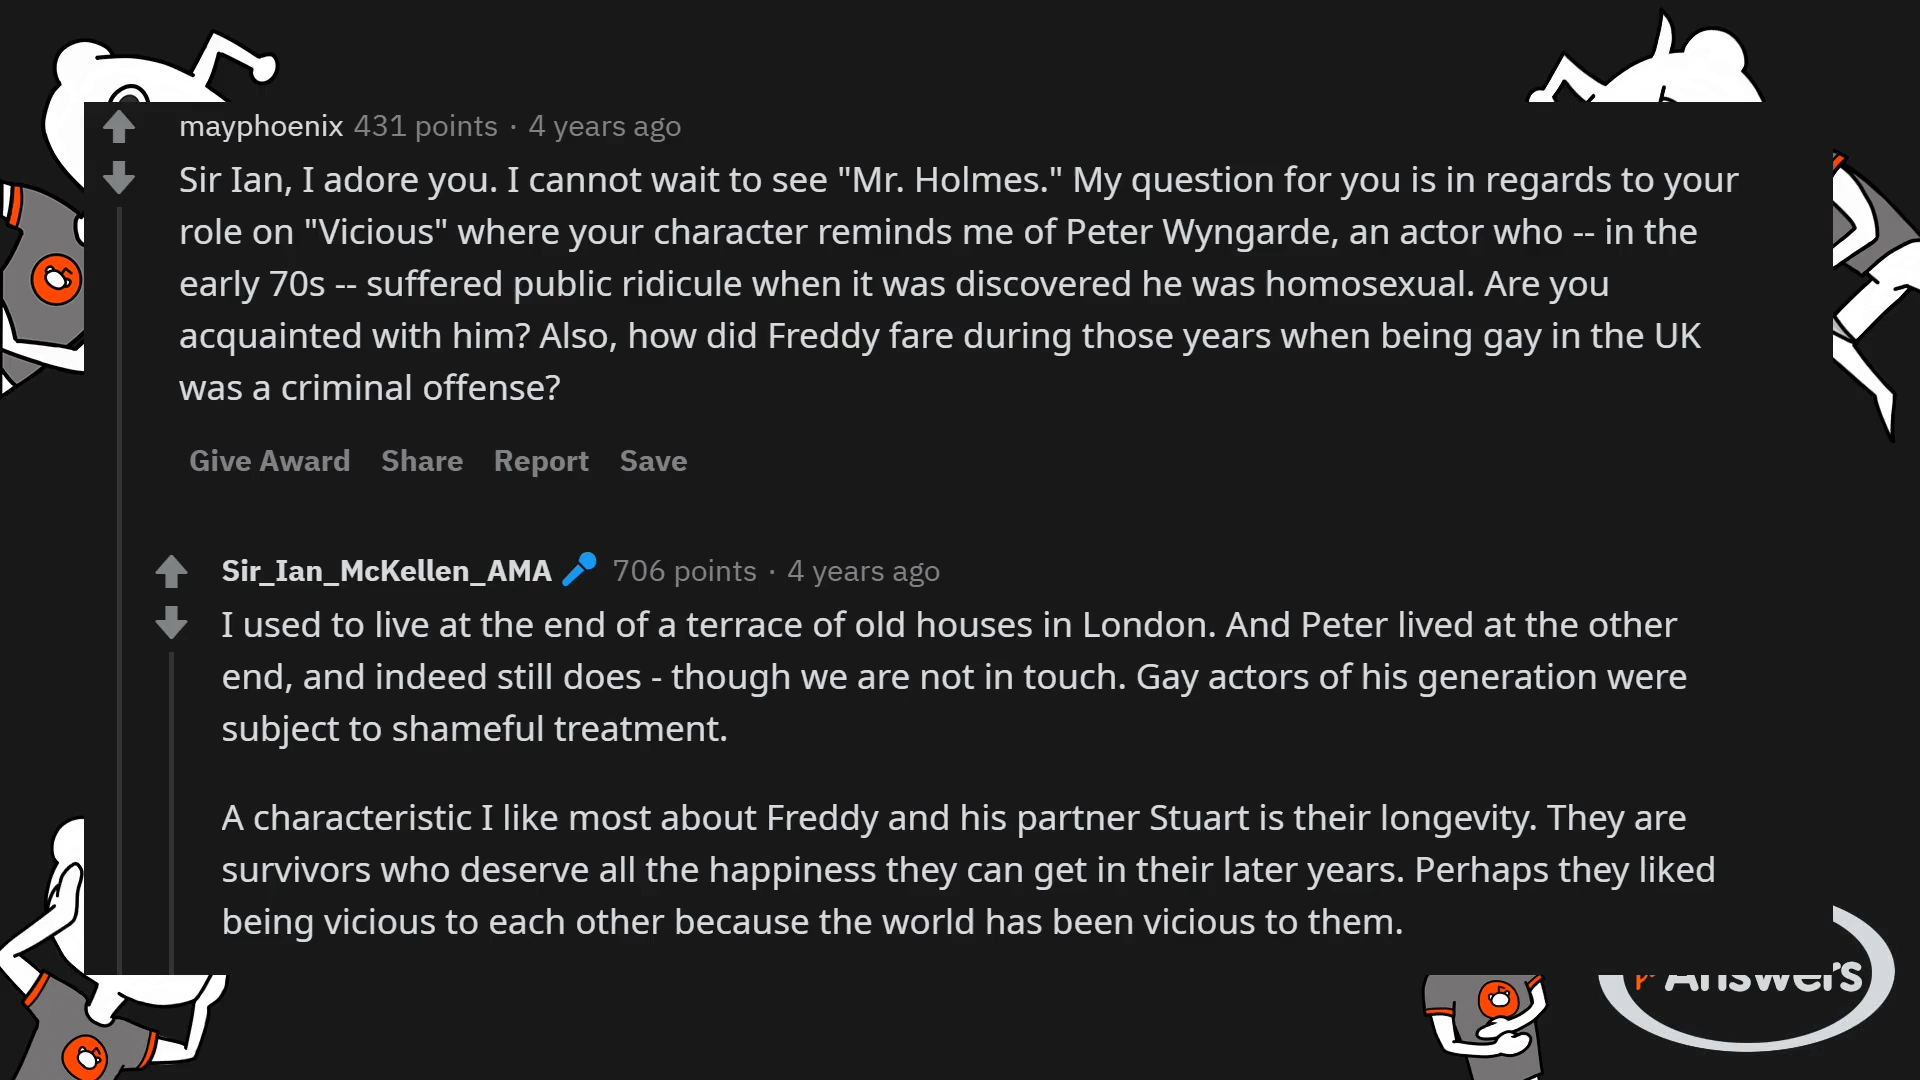 mayphoenix 431 points · 4 years ago
Sir Ian, I adore you. I cannot wait to see "Mr. Holmes." My question for you is in regards to your
role on "Vicious" where your character reminds me of Peter Wyngarde, an actor who -- in the
early 70s -- suffered public ridicule when it was discovered he was homosexual. Are you
acquainted with him? Also, how did Freddy fare during those years when being gay in the UK
was a criminal offense?
Give Award Share Report Save
Sir_Ian_McKellen_AMA 706 points · 4 years ago
I used to live at the end of a terrace of old houses in London. And Peter lived at the other
end, and indeed still does - though we are not in touch. Gay actors of his generation were
subject to shameful treatment.
A characteristic I like most about Freddy and his partner Stuart is their longevity. They are
survivors who deserve all the happiness they can get in their later years. Perhaps they liked
being vicious to each other because the world has been vicious to them.
r Answers